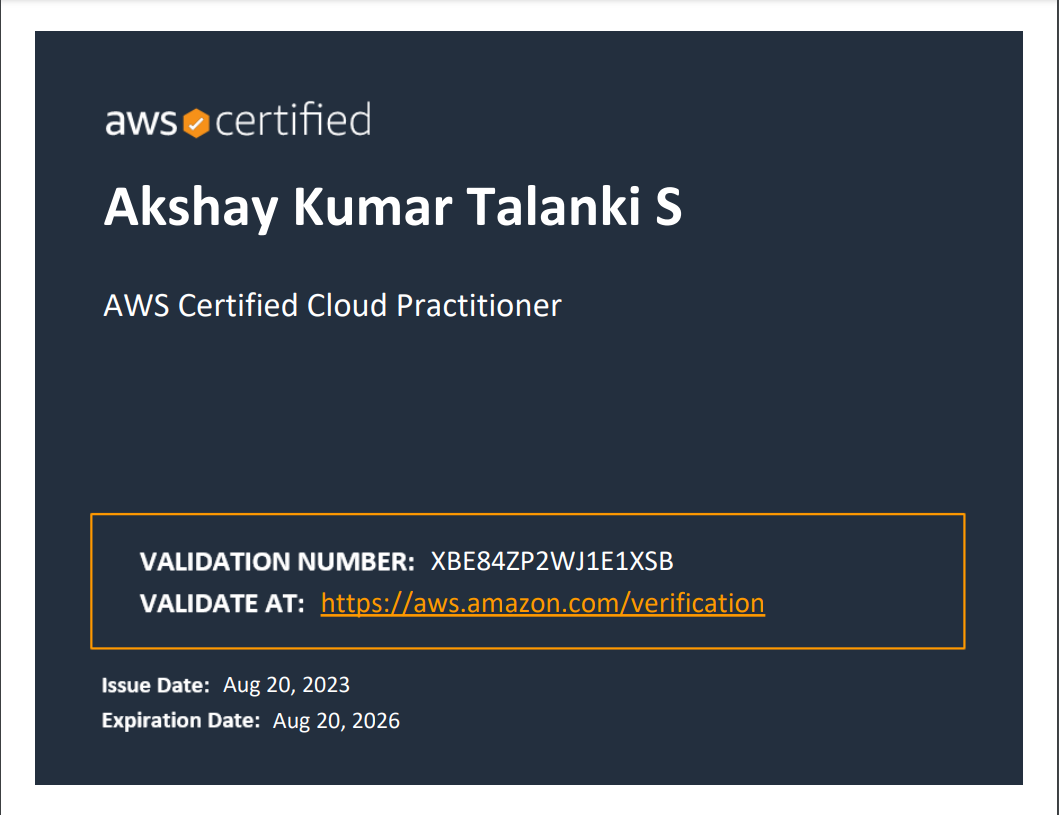 aws certified
Akshay Kumar Talanki S
AWS Certified Cloud Practitioner
VALIDATION NUMBER: XBE84ZP2WJ1E1XSB
VALIDATE AT: https://aws.amazon.com/verification
Issue Date: Aug 20, 2023
Expiration Date: Aug 20, 2026